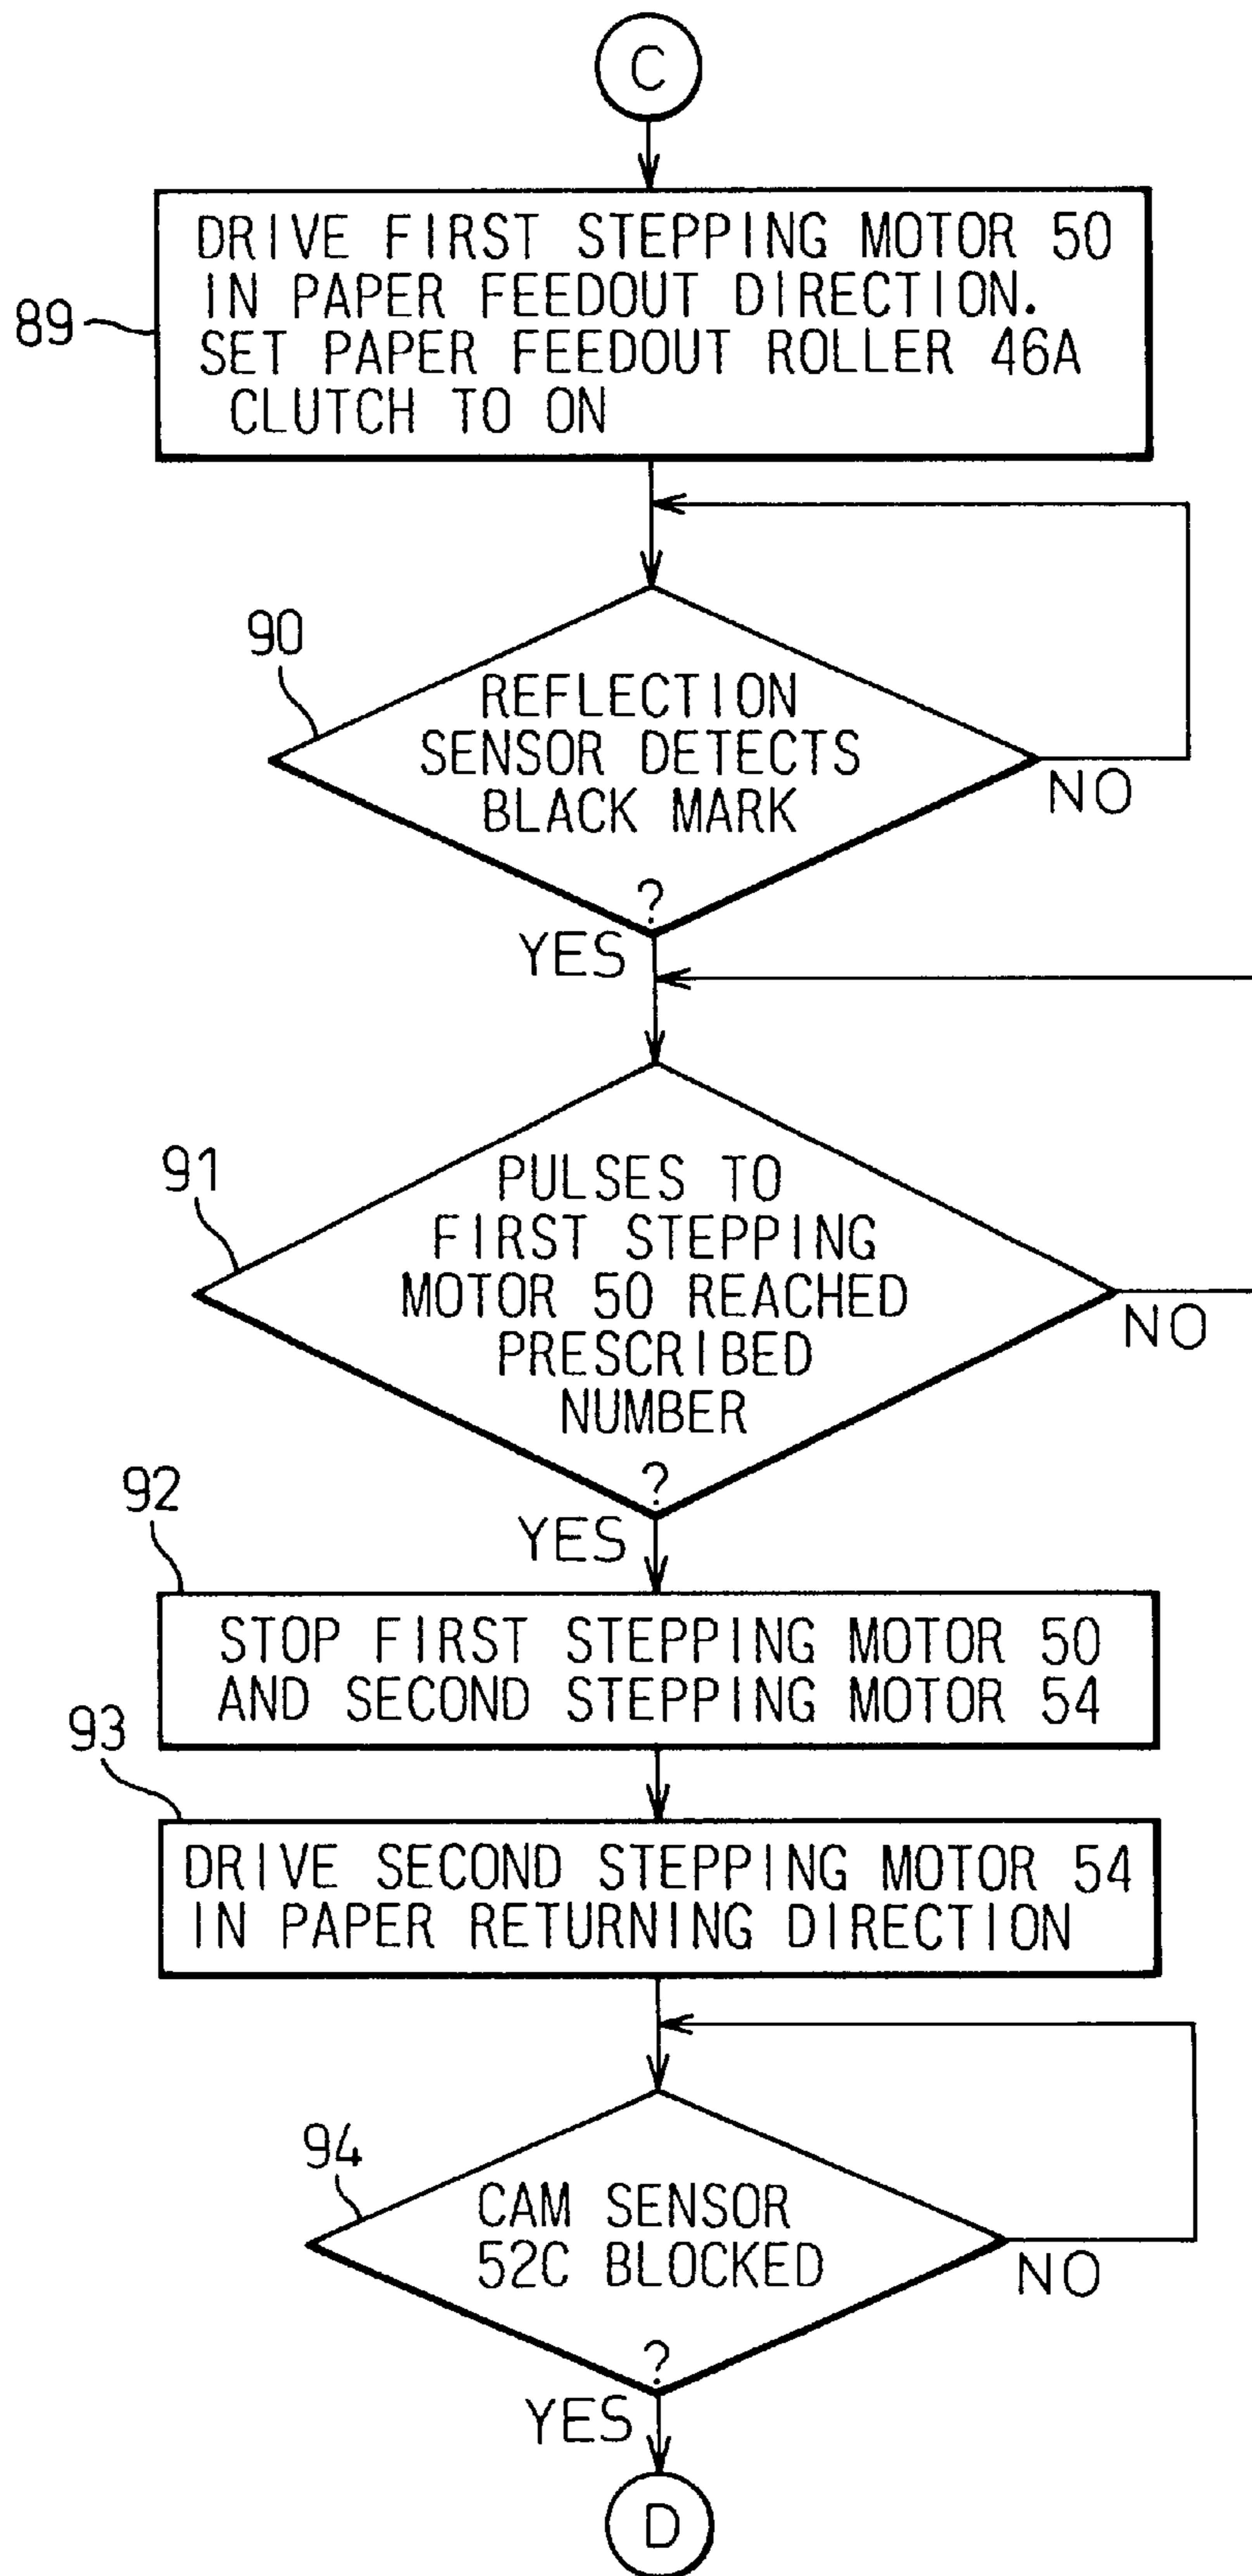 C
DRIVE FIRST STEPPING MOTOR 50
IN PAPER FEEDOUT DIRECTION.
SET PAPER FEEDOUT ROLLER 46A
CLUTCH TO ON
89
90
REFLECTION
SENSOR DETECTS
BLACK MARK
?
NO
YES
91
PULSES TO
FIRST STEPPING
MOTOR 50 REACHED
PRESCRIBED
NUMBER
?
NO
YES
92
STOP FIRST STEPPING MOTOR 50
AND SECOND STEPPING MOTOR 54
93
DRIVE SECOND STEPPING MOTOR 54
IN PAPER RETURNING DIRECTION
94
CAM SENSOR
52C BLOCKED
?
NO
YES
D